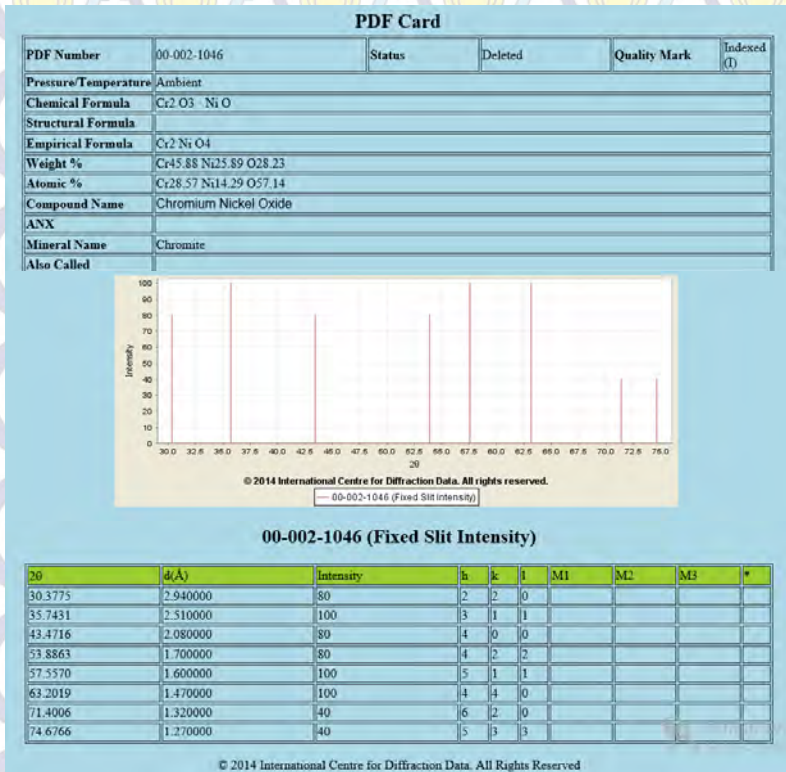 PDF Card
PDF Number 00-002-1046 Status Deleted Quality Mark Indexed (I)
Pressure/Temperature Ambient
Chemical Formula Cr2 O3 · Ni O
Structural Formula
Empirical Formula Cr2 Ni O4
Weight % Cr45.88 Ni25.89 O28.23
Atomic % Cr28.57 Ni14.29 O57.14
Compound Name Chromium Nickel Oxide
ANX
Mineral Name Chromite
Also Called
100
90
80
70
60
50
40
30
20
10
0
Intensity
30.0 32.5 35.0 37.5 40.0 42.5 45.0 47.5 50.0 52.5 55.0 57.5 60.0 62.5 65.0 67.5 70.0 72.5 75.0
2θ
© 2014 International Centre for Diffraction Data. All rights reserved.
00-002-1046 (Fixed Slit Intensity)
00-002-1046 (Fixed Slit Intensity)
2θ d(Å) Intensity h k l M1 M2 M3 *
30.3775 2.940000 80 2 2 0
35.7431 2.510000 100 3 1 1
43.4716 2.080000 80 4 0 0
53.8863 1.700000 80 4 2 2
57.5570 1.600000 100 5 1 1
63.2019 1.470000 100 4 4 0
71.4006 1.320000 40 6 2 0
74.6766 1.270000 40 5 3 3
© 2014 International Centre for Diffraction Data. All Rights Reserved